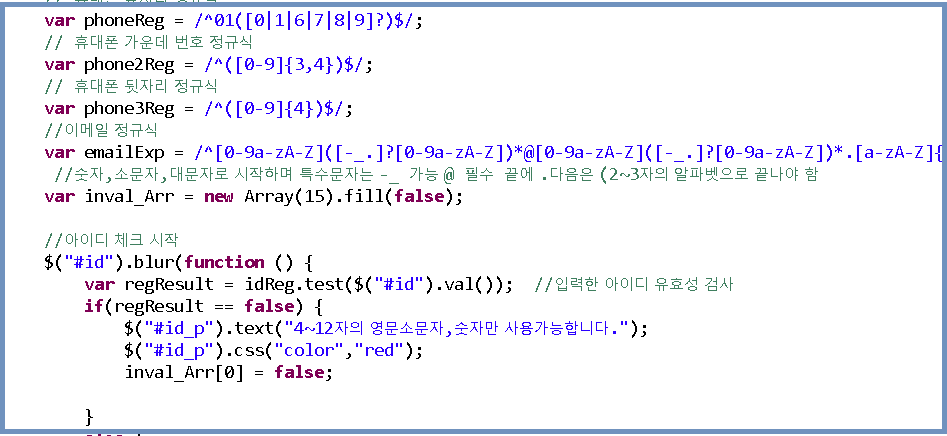 var phoneReg = /^01([0|1|6|7|8|9]?)$/;
// 휴대폰 가운데 번호 정규식
var phone2Reg = /^([0-9]{3,4})$/;
// 휴대폰 뒷자리 정규식
var phone3Reg = /^([0-9]{4})$/;
//이메일 정규식
var emailExp = /^[0-9a-zA-Z]([-_.]?[0-9a-zA-Z])*@[0-9a-zA-Z]([-_.]?[0-9a-zA-Z])*.[a-zA-Z]{
//숫자,소문자,대문자로 시작하며 특수문자는 -_ 가능 @ 필수 끝에 .다음은 (2~3자의 알파벳으로 끝나야 함
var inval_Arr = new Array(15).fill(false);
//아이디 체크 시작
$("#id").blur(function () {
var regResult = idReg.test($("#id").val()); //입력한 아이디 유효성 검사
if(regResult == false) {
$("#id_p").text("4~12자의 영문소문자,숫자만 사용가능합니다.");
$("#id_p").css("color","red");
inval_Arr[0] = false;
}